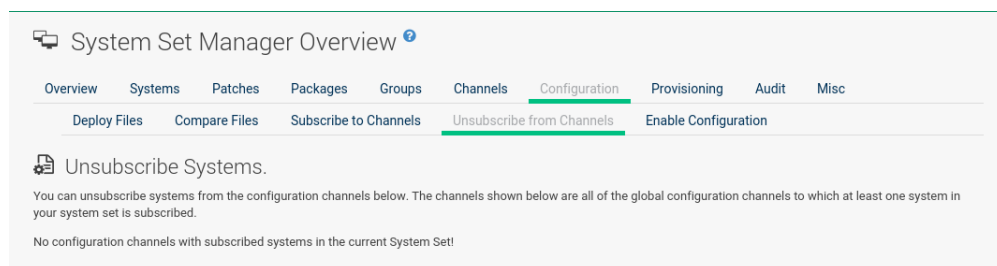 System Set Manager Overview ?
Overview Systems Patches Packages Groups Channels Configuration Provisioning Audit Misc
Deploy Files Compare Files Subscribe to Channels Unsubscribe from Channels Enable Configuration
Unsubscribe Systems.
You can unsubscribe systems from the configuration channels below. The channels shown below are all of the global configuration channels to which at least one system in
your system set is subscribed.
No configuration channels with subscribed systems in the current System Set!